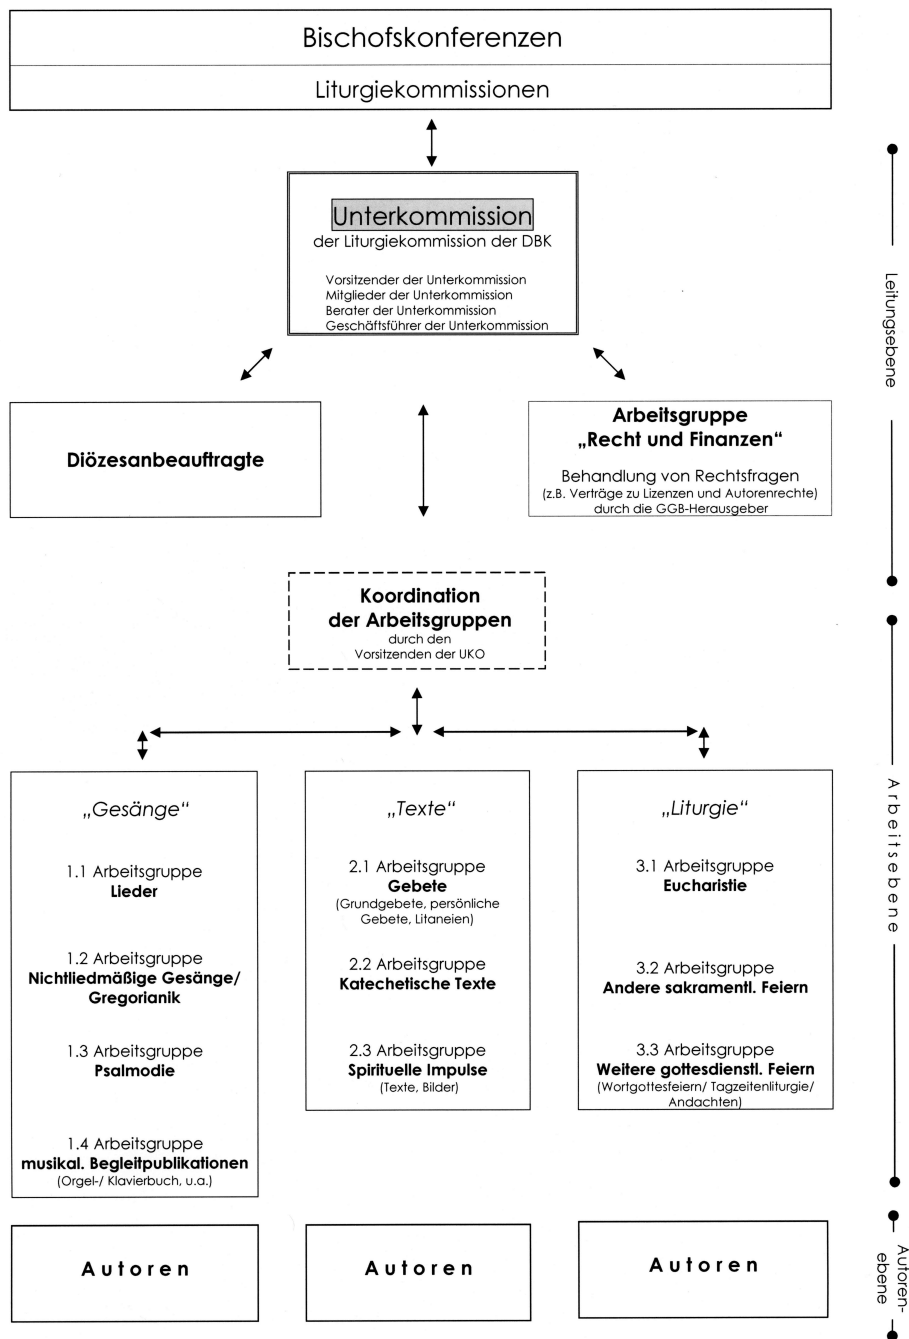 Bischofskonferenzen
Liturgiekommissionen
Unterkommission
der Liturgiekommission der DBK
Vorsitzender der Unterkommission
Mitglieder der Unterkommission
Berater der Unterkommission
Geschäftsführer der Unterkommission
Leitungsebene
Diözesanbeauftragte
Arbeitsgruppe
„Recht und Finanzen“
Behandlung von Rechtsfragen
(z.B. Verträge zu Lizenzen und Autorenrechte)
durch die GGB-Herausgeber
Koordination
der Arbeitsgruppen
durch den
Vorsitzenden der UKO
Arbeitsebene
„Gesänge“
1.1 Arbeitsgruppe
Lieder
1.2 Arbeitsgruppe
Nichtliedmäßige Gesänge/
Gregorianik
1.3 Arbeitsgruppe
Psalmodie
1.4 Arbeitsgruppe
musikal. Begleitpublikationen
(Orgel-/ Klavierbuch, u.a.)
„Texte“
2.1 Arbeitsgruppe
Gebete
(Grundgebete, persönliche
Gebete, Litaneien)
2.2 Arbeitsgruppe
Katechetische Texte
2.3 Arbeitsgruppe
Spirituelle Impulse
(Texte, Bilder)
„Liturgie“
3.1 Arbeitsgruppe
Eucharistie
3.2 Arbeitsgruppe
Andere sakramentl. Feiern
3.3 Arbeitsgruppe
Weitere gottesdienstl. Feiern
(Wortgottesfeiern/ Tagzeitenliturgie/
Andachten)
Autoren
Autoren
Autoren
Autoren-
ebene